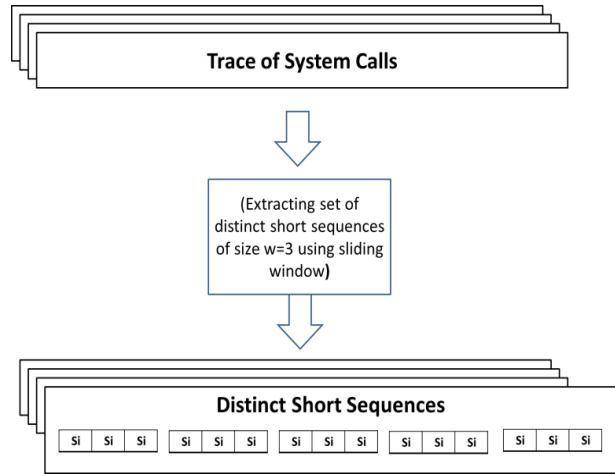 Trace of System Calls
(Extracting set of
distinct short sequences
of size w=3 using sliding
window)
Distinct Short Sequences
Si Si Si Si Si Si Si Si Si Si Si Si Si Si Si